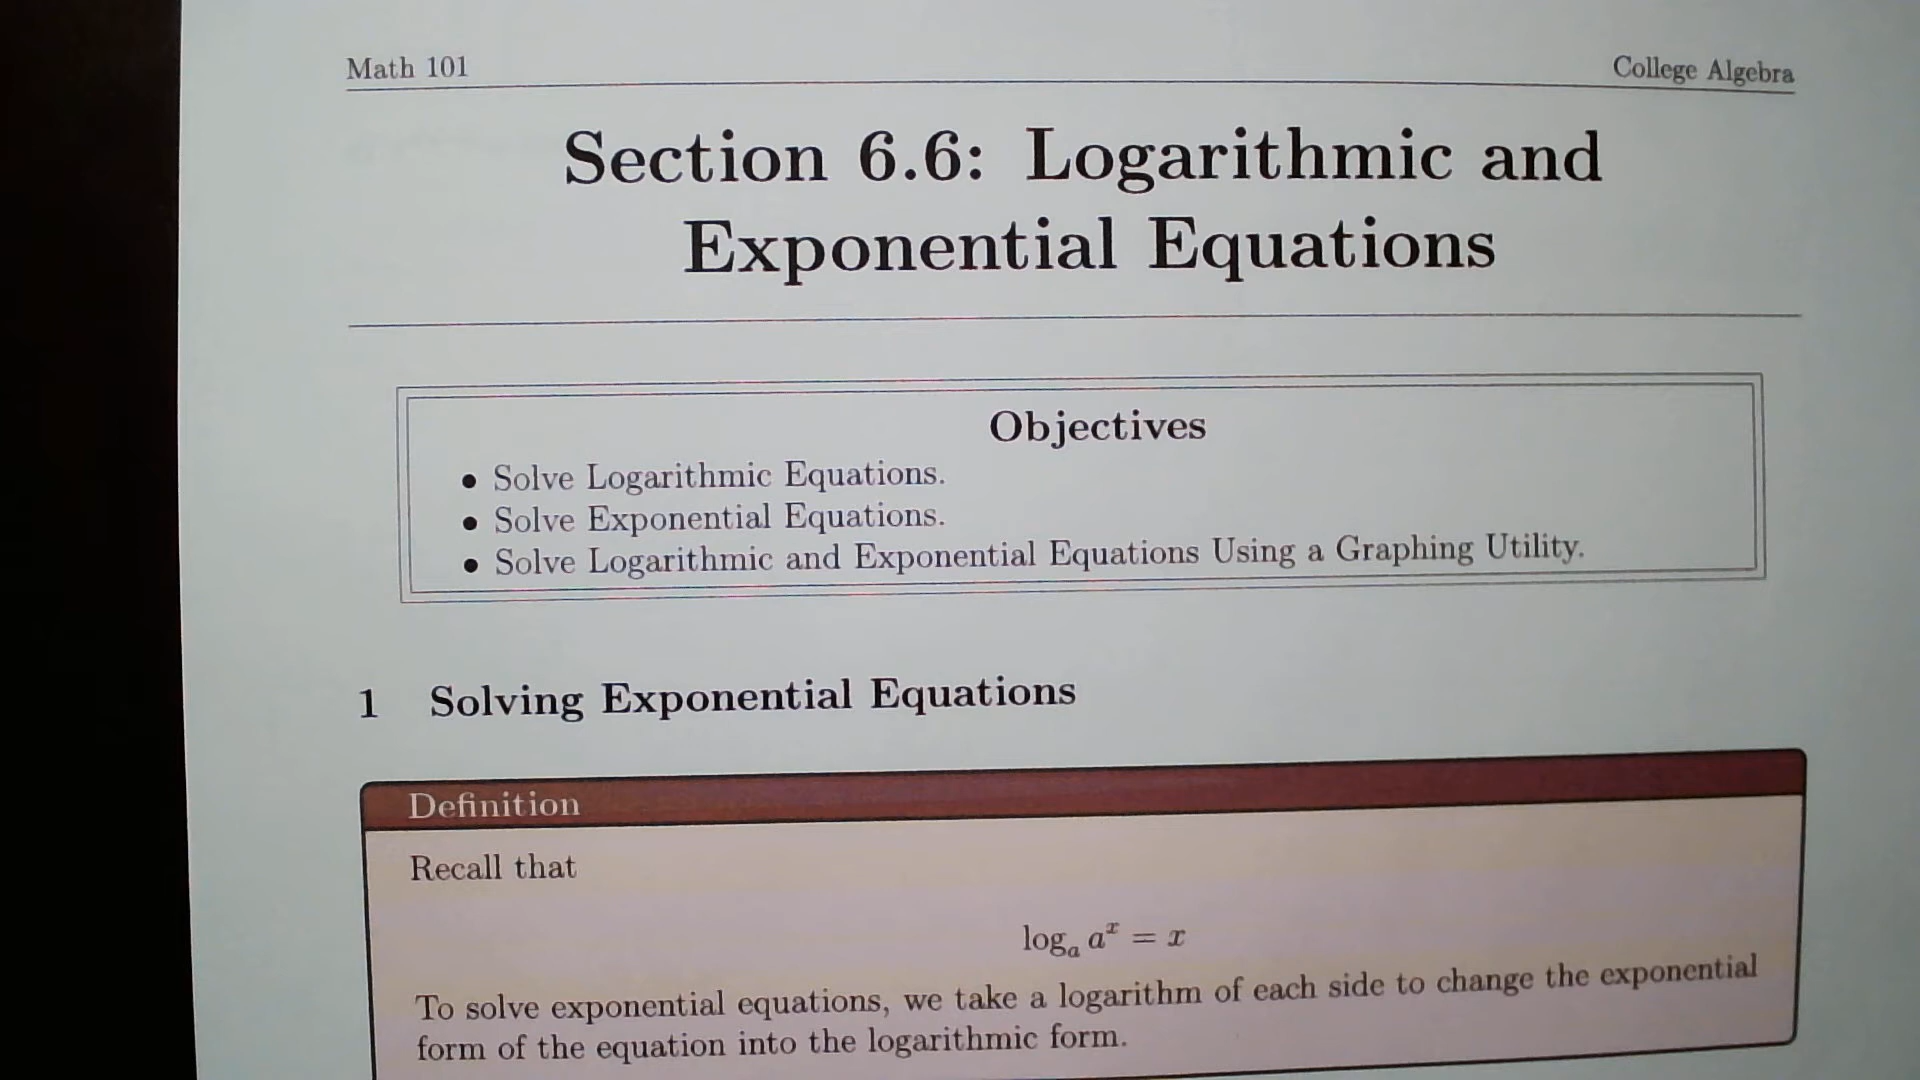 Math 101
College Algebra
Section 6.6: Logarithmic and
Exponential Equations
Objectives
• Solve Logarithmic Equations.
• Solve Exponential Equations.
• Solve Logarithmic and Exponential Equations Using a Graphing Utility.
1 Solving Exponential Equations
Definition
Recall that
logₐ aˣ = x
To solve exponential equations, we take a logarithm of each side to change the exponential
form of the equation into the logarithmic form.